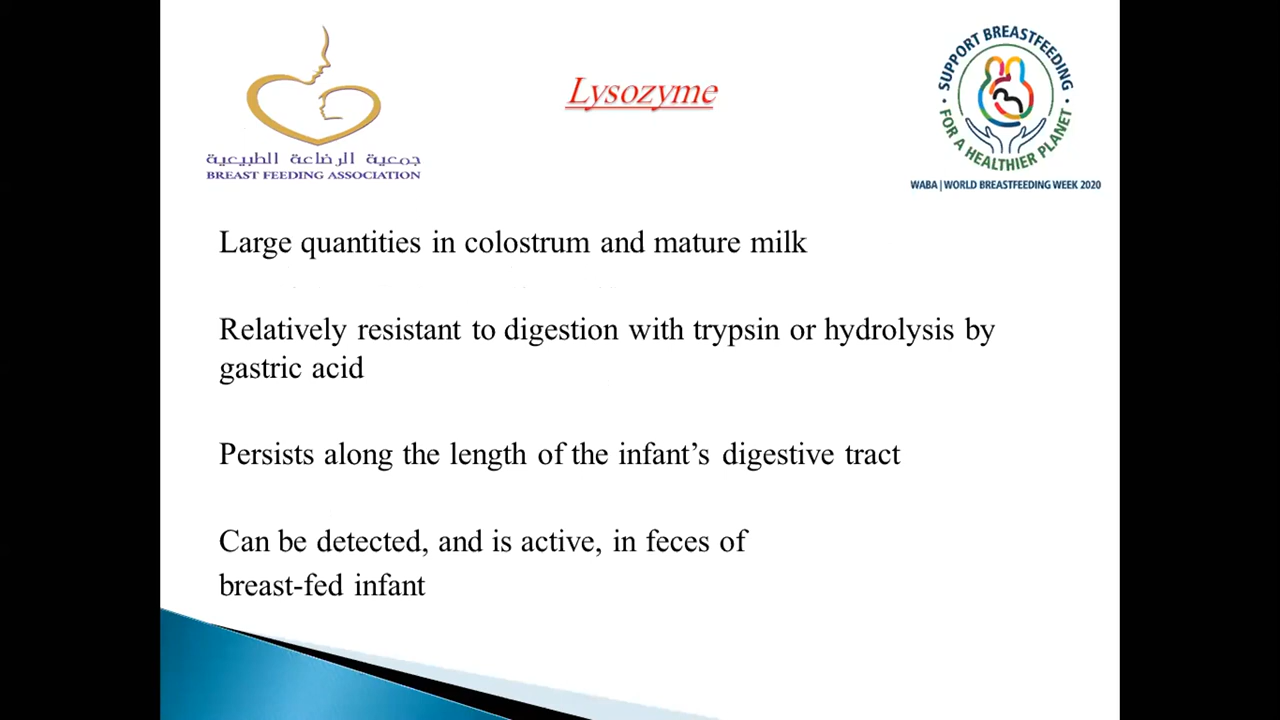 Lysozyme
جمعية الرضاعة الطبيعية
BREAST FEEDING ASSOCIATION
SUPPORT BREASTFEEDING
FOR A HEALTHIER PLANET
WABA | WORLD BREASTFEEDING WEEK 2020
Large quantities in colostrum and mature milk
Relatively resistant to digestion with trypsin or hydrolysis by
gastric acid
Persists along the length of the infant’s digestive tract
Can be detected, and is active, in feces of
breast-fed infant